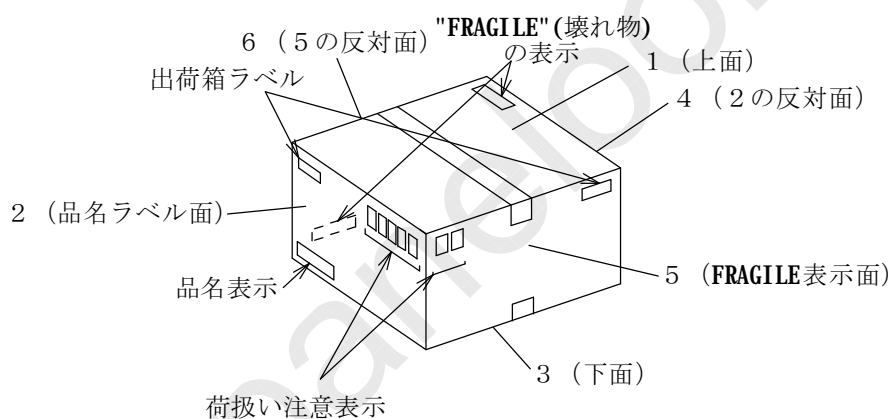 ６（５の反対面）
"FRAGILE"(壊れ物)
の表示
１（上面）
出荷箱ラベル
４（２の反対面）
２（品名ラベル面）
５（FRAGILE表示面）
品名表示
３（下面）
荷扱い注意表示